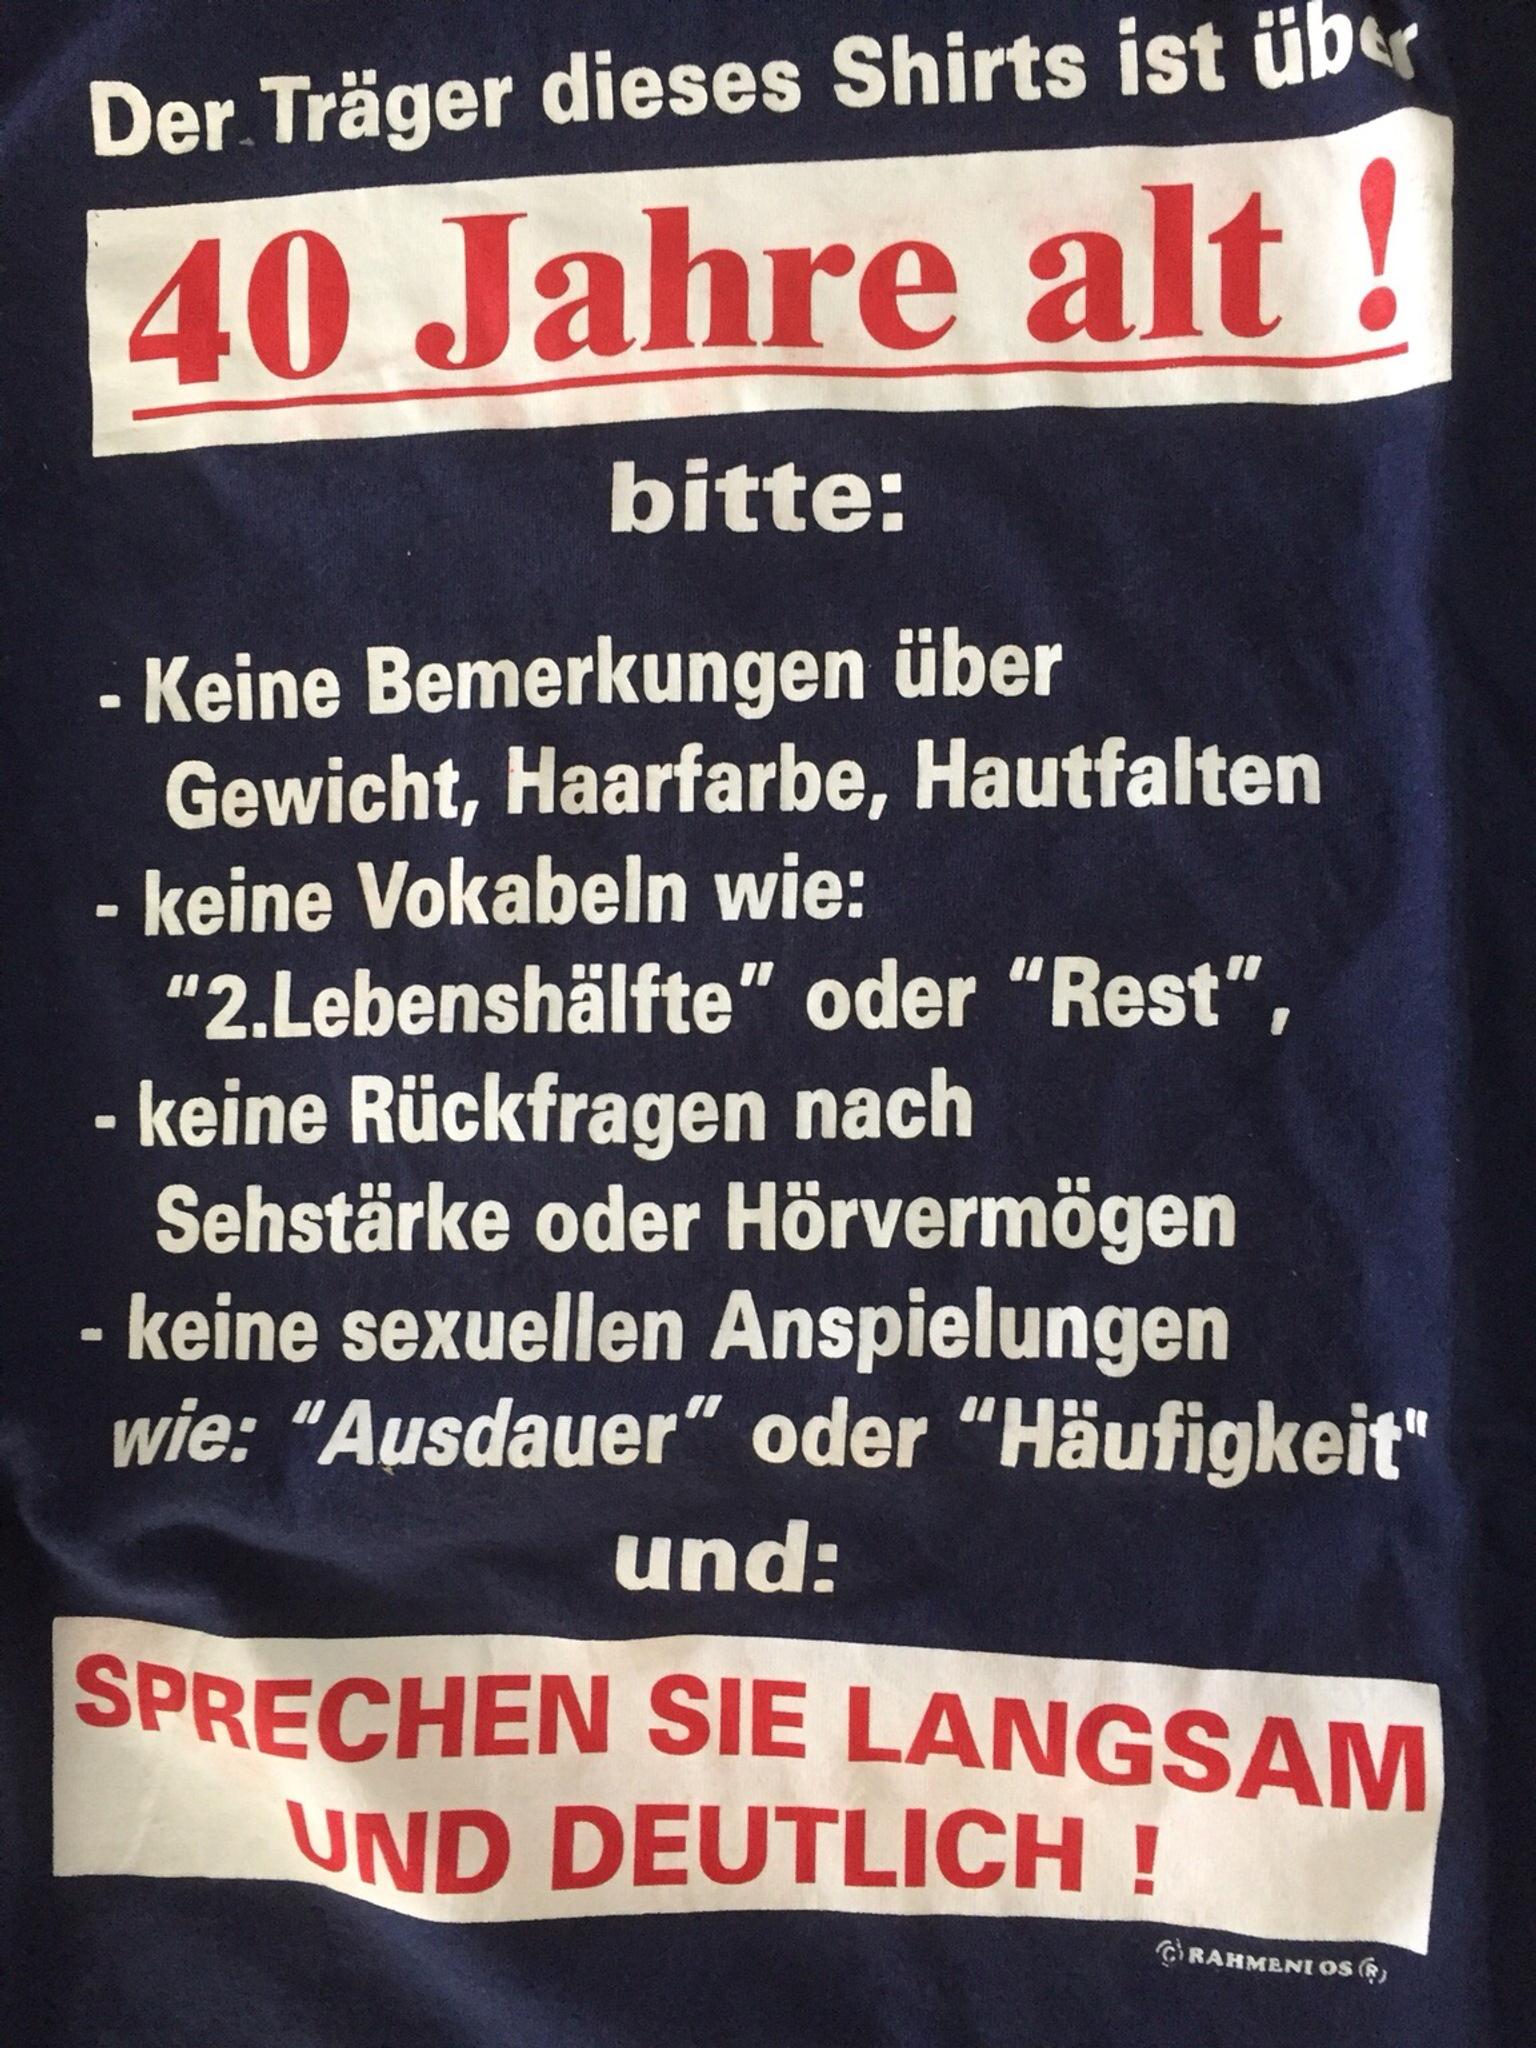 Der Träger dieses Shirts ist über
40 Jahre alt !
bitte:
- Keine Bemerkungen über
Gewicht, Haarfarbe, Hautfalten
- keine Vokabeln wie:
"2.Lebenshälfte" oder "Rest",
- keine Rückfragen nach
Sehstärke oder Hörvermögen
- keine sexuellen Anspielungen
wie: "Ausdauer" oder "Häufigkeit"
und:
SPRECHEN SIE LANGSAM
UND DEUTLICH !
© RAHMENLOS ®